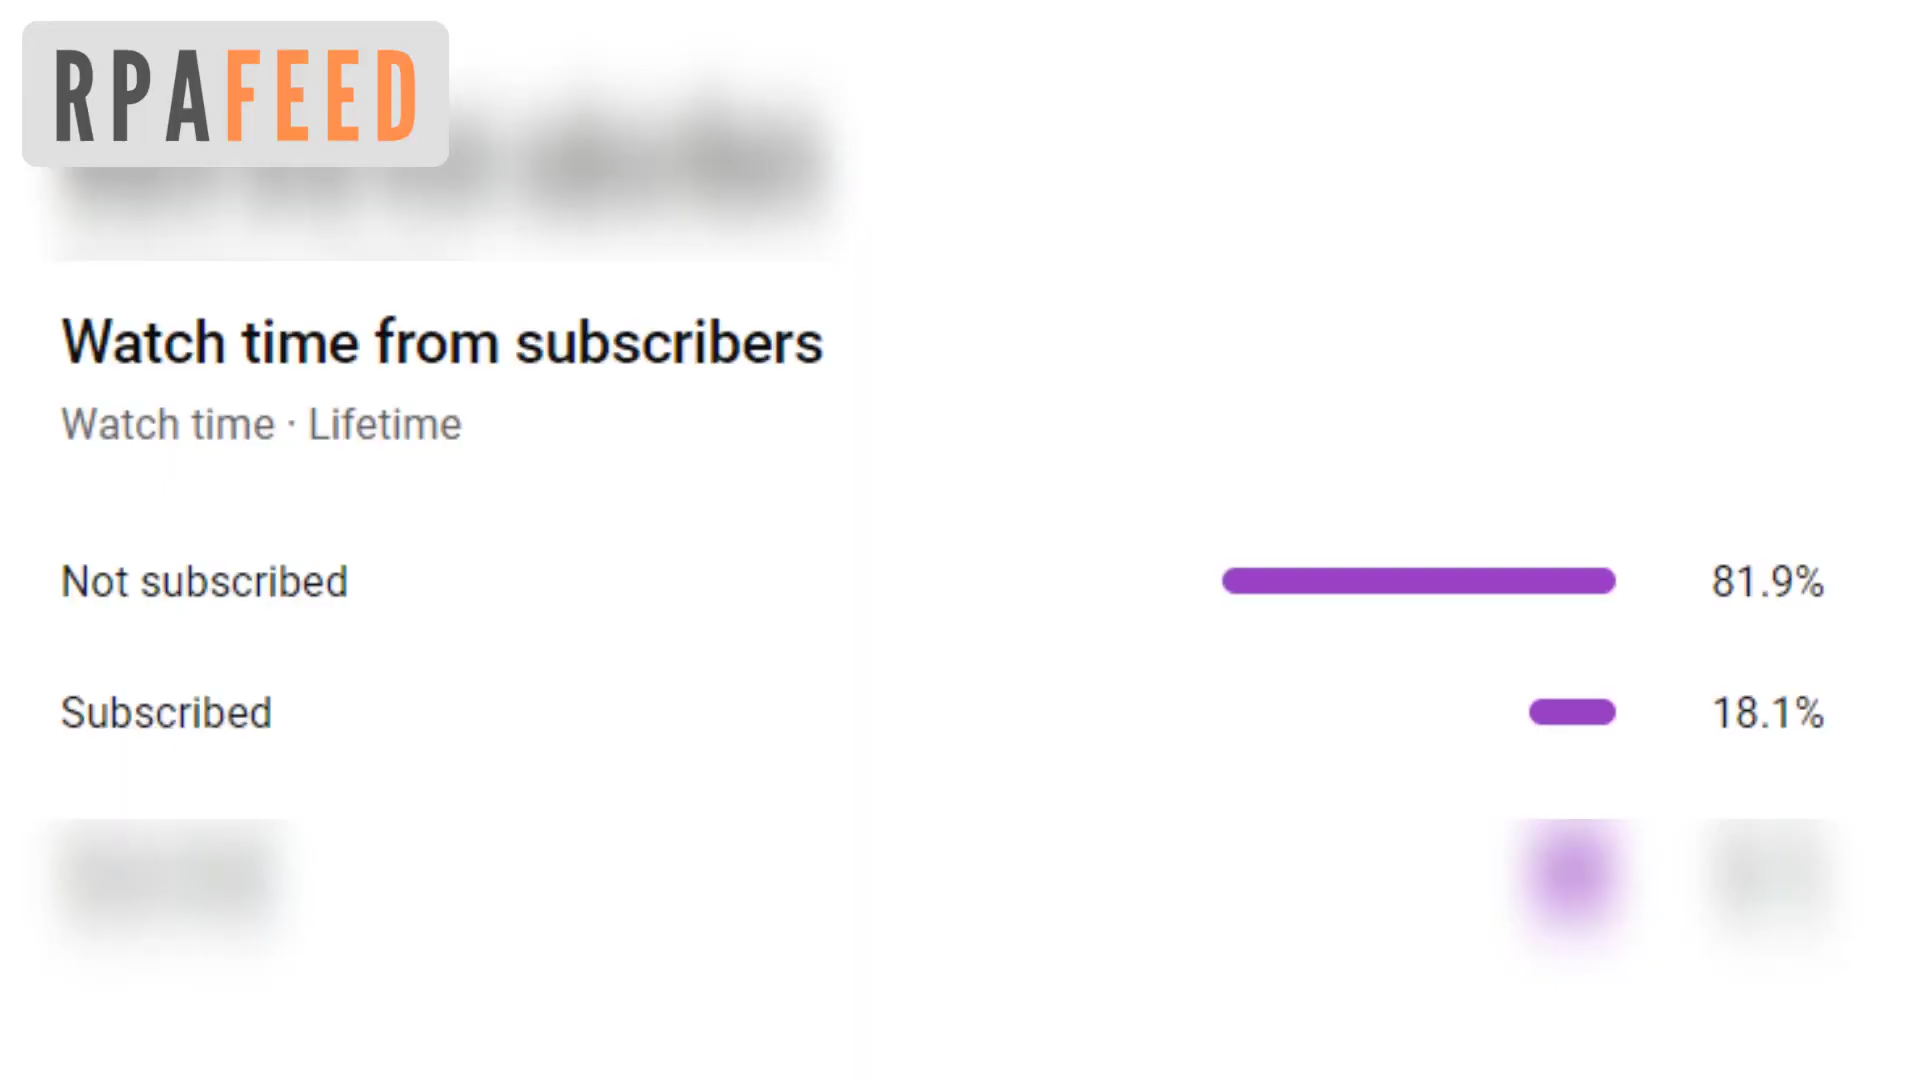 RPAFEED
Watch time from subscribers
Watch time · Lifetime
Not subscribed 81.9%
Subscribed 18.1%